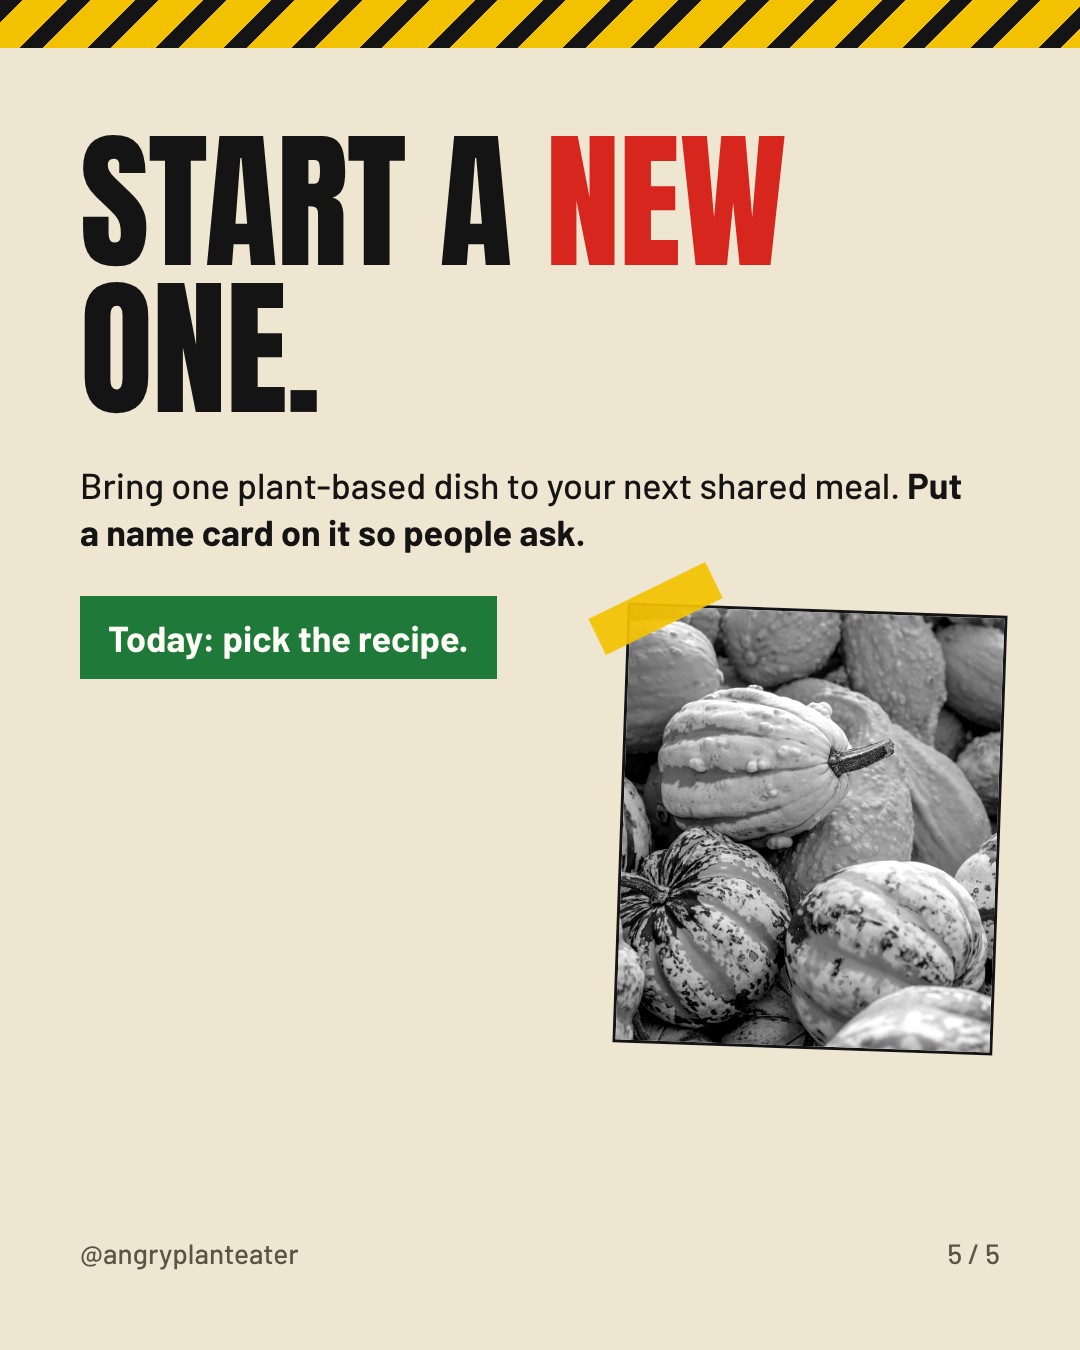 START A NEW
ONE.
Bring one plant-based dish to your next shared meal. Put
a name card on it so people ask.
Today: pick the recipe.
@angryplanteater
5 / 5